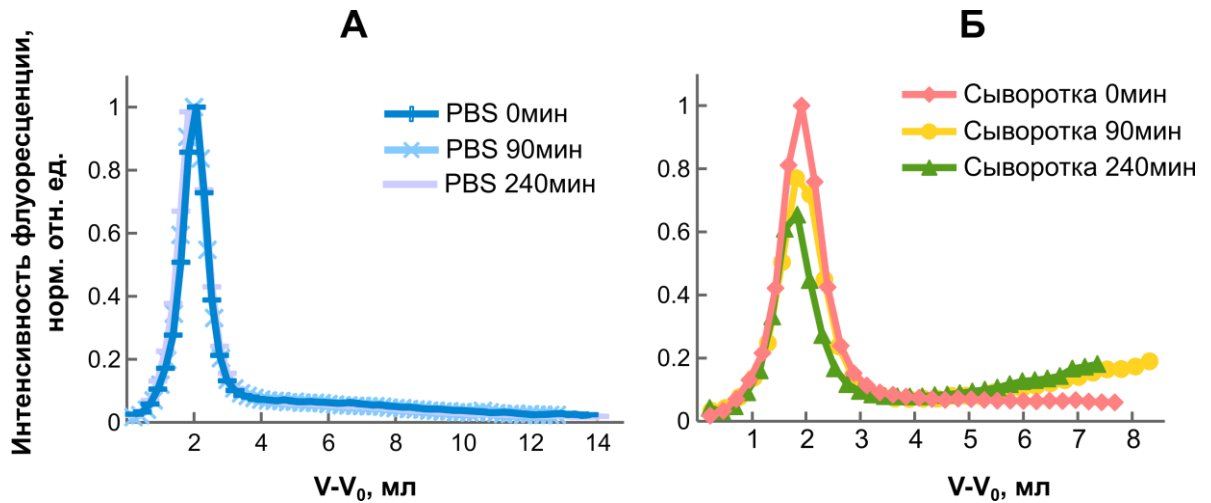 А
Б
Интенсивность флуоресценции,
норм. отн. ед.
1
0.8
0.6
0.4
0.2
0
2
4
6
8
10
12
14
V-V₀, мл
PBS 0мин
PBS 90мин
PBS 240мин
1
0.8
0.6
0.4
0.2
0
1
2
3
4
5
6
7
8
V-V₀, мл
Сыворотка 0мин
Сыворотка 90мин
Сыворотка 240мин